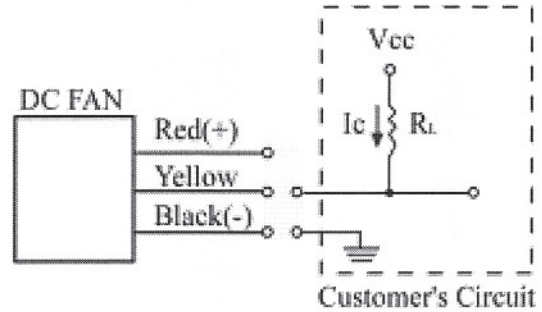 Vcc
DC FAN
Red(+)
Ic
RL
Yellow
Black(-)
Customer's Circuit